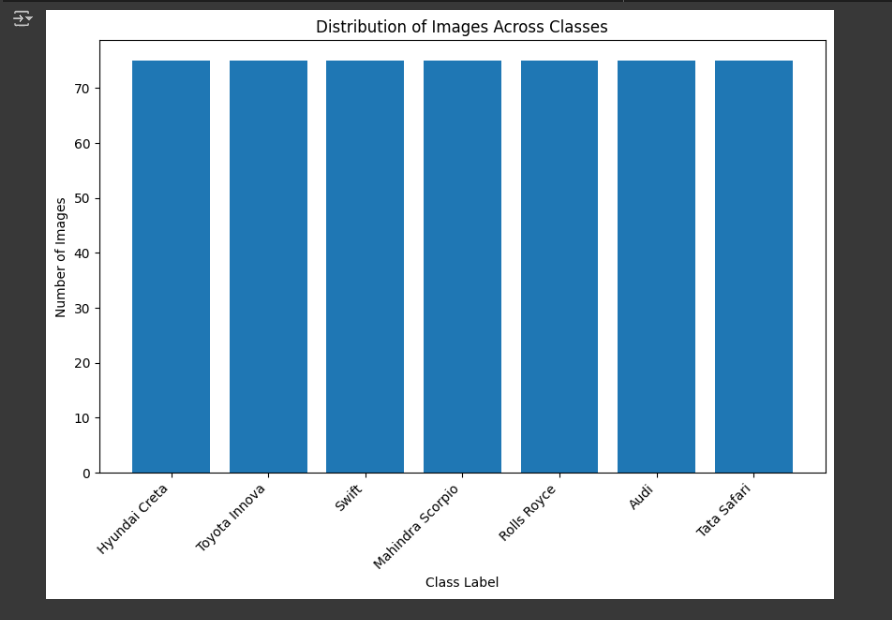 Distribution of Images Across Classes
Number of Images
70
60
50
40
30
20
10
0
Hyundai Creta
Toyota Innova
Swift
Mahindra Scorpio
Rolls Royce
Audi
Tata Safari
Class Label